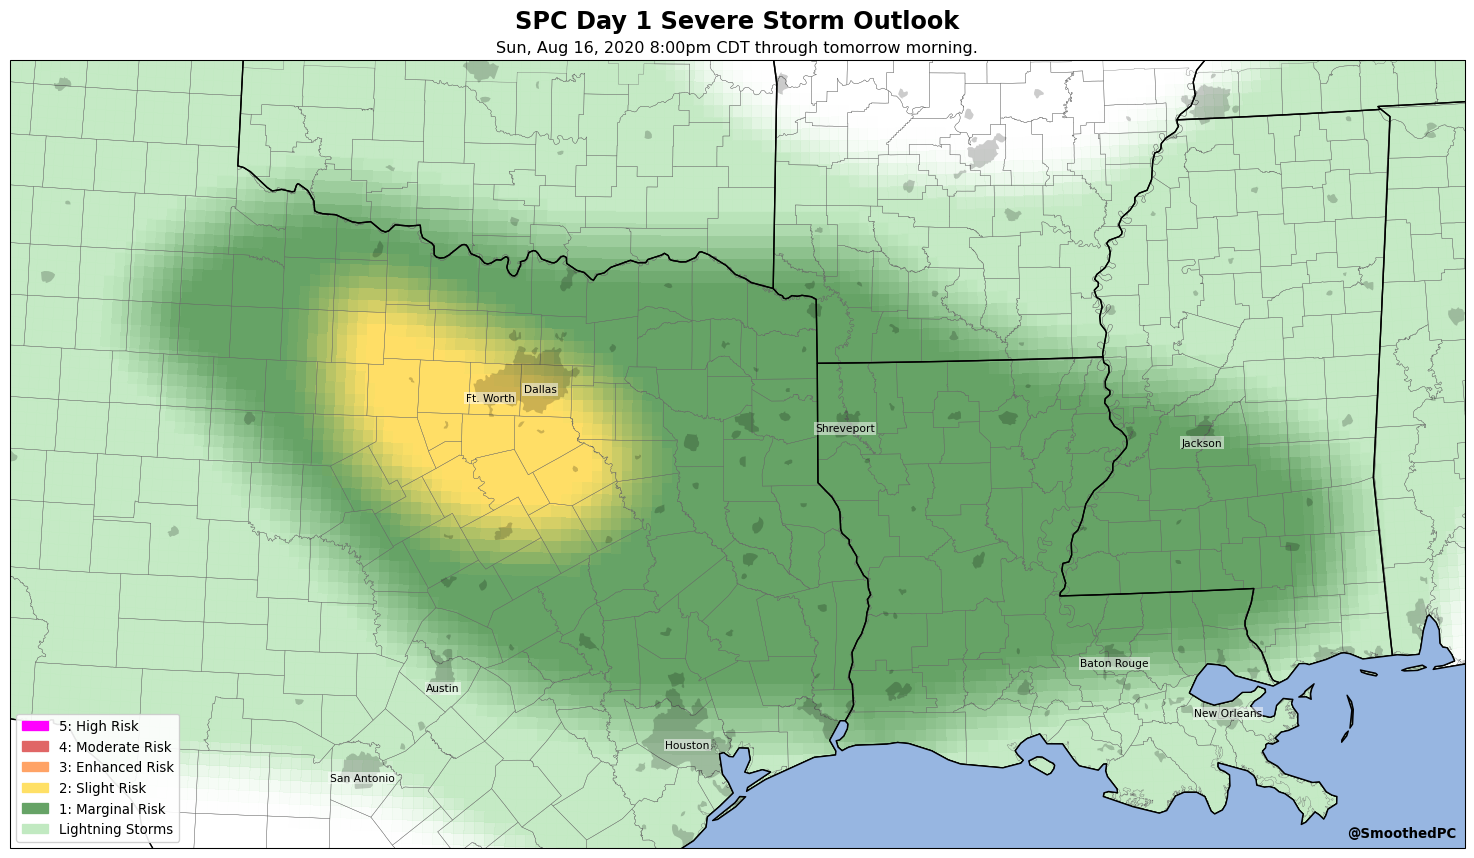 SPC Day 1 Severe Storm Outlook
Sun, Aug 16, 2020 8:00pm CDT through tomorrow morning.
Dallas
Ft. Worth
Shreveport
Jackson
Baton Rouge
Austin
New Orleans
Houston
San Antonio
5: High Risk
4: Moderate Risk
3: Enhanced Risk
2: Slight Risk
1: Marginal Risk
Lightning Storms
@SmoothedPC